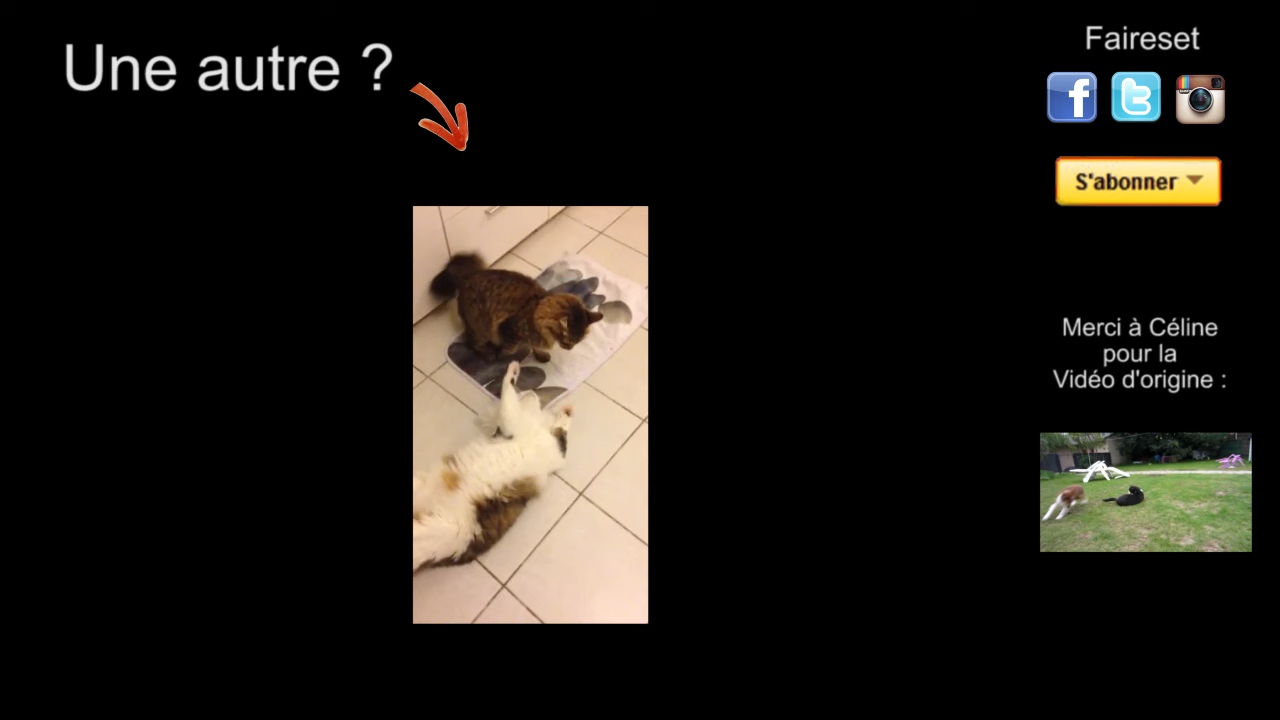 Une autre ?
Faireset
S'abonner
Merci à Céline
pour la
Vidéo d'origine :